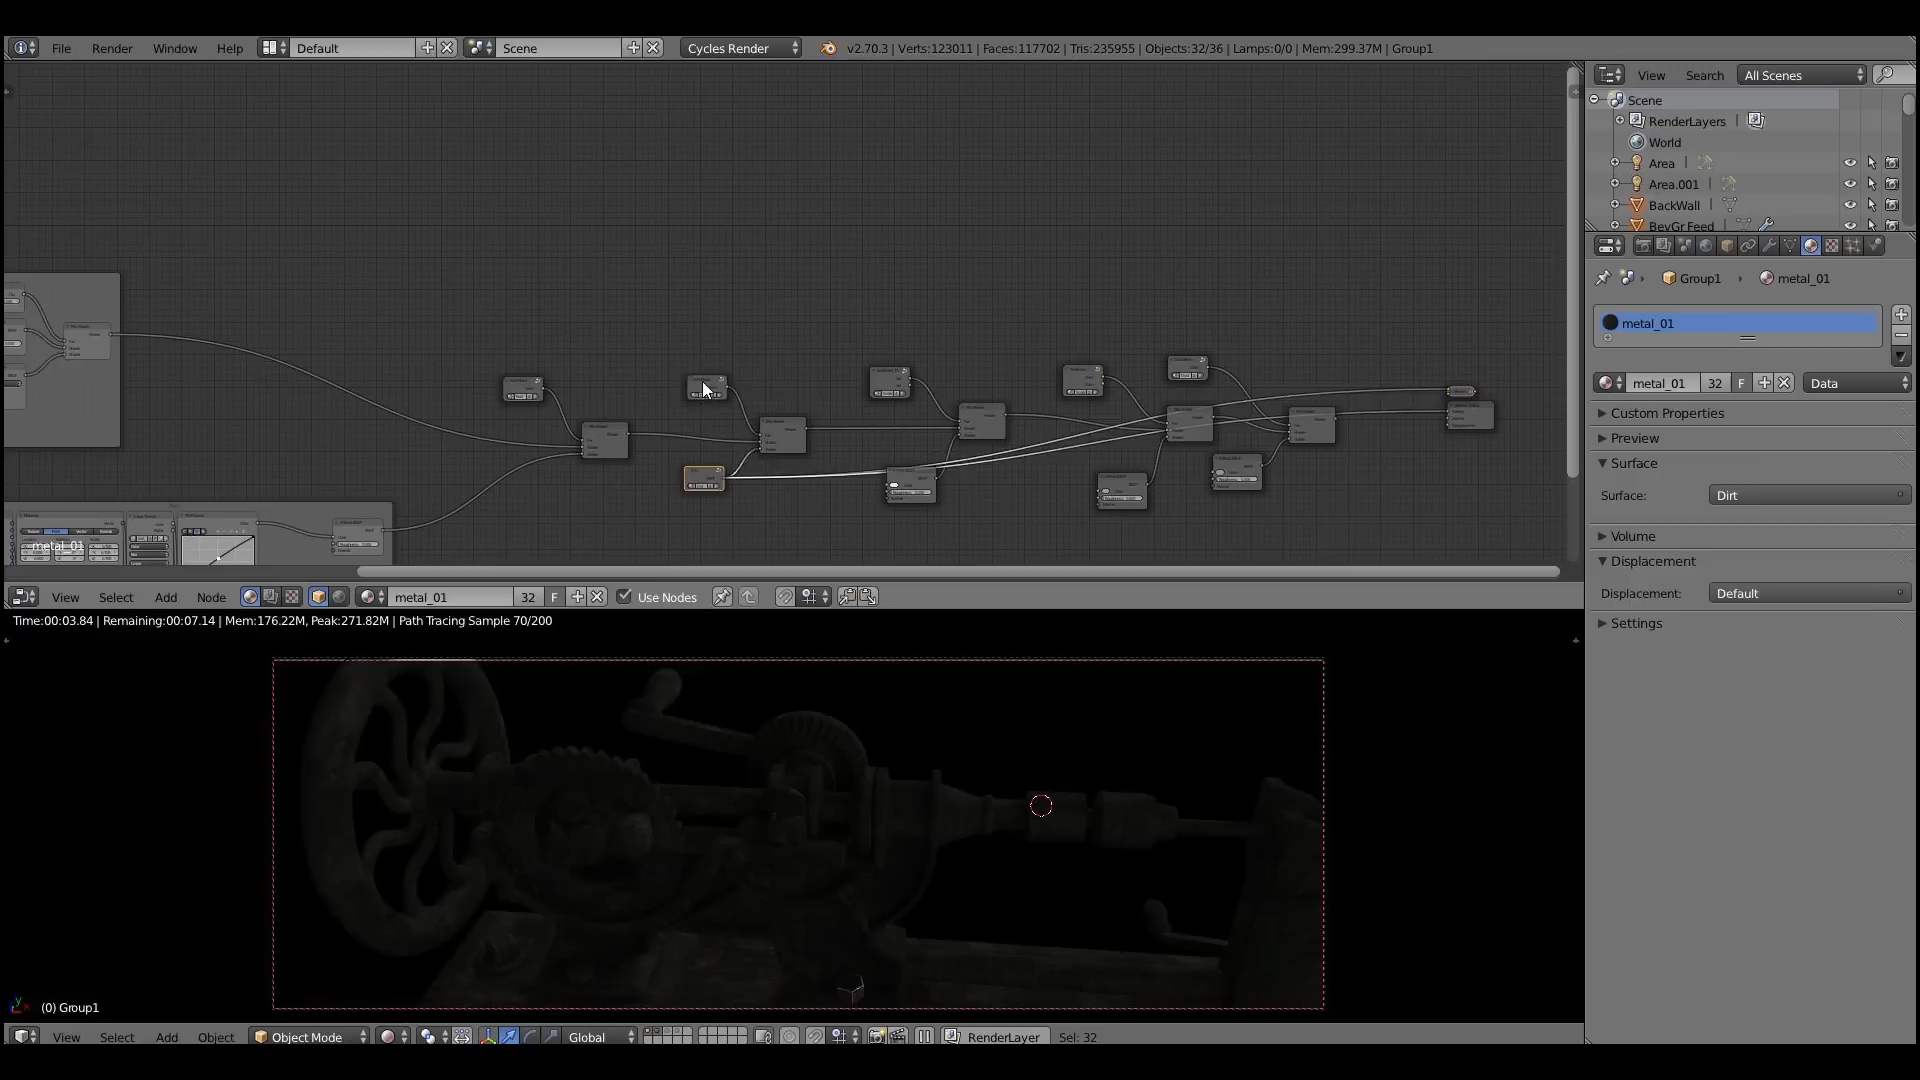 File Render Window Help Default Scene Cycles Render v2.70.3 | Verts:123011 | Faces:117702 | Tris:235955 | Objects:32/36 | Lamps:0/0 | Mem:299.37M | Group1
View Search All Scenes
Scene
RenderLayers |
World
Area |
Area.001 |
BackWall |
BevGr Feed |
Group1 metal_01
metal_01
metal_01 32 F Data
Custom Properties
Preview
Surface
Surface: Dirt
Volume
Displacement
Displacement: Default
Settings
metal_01
View Select Add Node metal_01 32 F Use Nodes
Time:00:03.84 | Remaining:00:07.14 | Mem:176.22M, Peak:271.82M | Path Tracing Sample 70/200
(0) Group1
View Select Add Object Object Mode Global RenderLayer Sel: 32